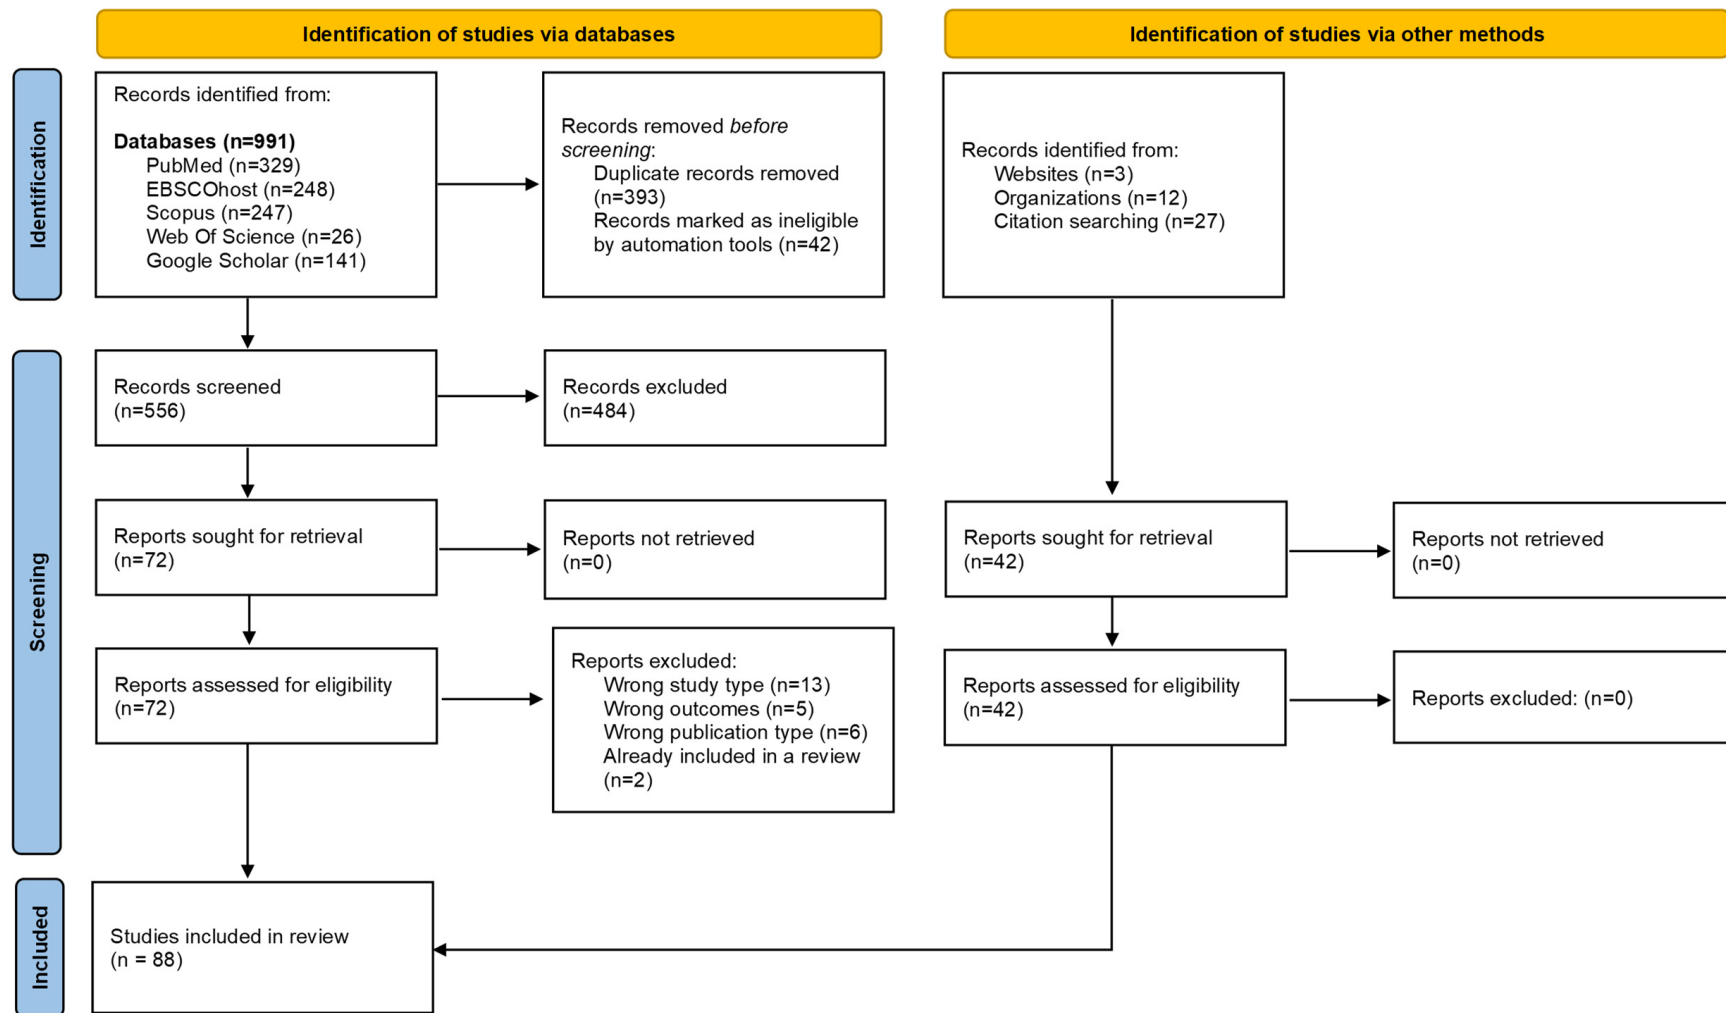 Identification of studies via databases
Identification of studies via other methods
Identification
Records identified from:
Databases (n=991)
PubMed (n=329)
EBSCOhost (n=248)
Scopus (n=247)
Web Of Science (n=26)
Google Scholar (n=141)
Records removed before
screening:
Duplicate records removed
(n=393)
Records marked as ineligible
by automation tools (n=42)
Records identified from:
Websites (n=3)
Organizations (n=12)
Citation searching (n=27)
Screening
Records screened
(n=556)
Records excluded
(n=484)
Reports sought for retrieval
(n=72)
Reports not retrieved
(n=0)
Reports sought for retrieval
(n=42)
Reports not retrieved
(n=0)
Reports assessed for eligibility
(n=72)
Reports excluded:
Wrong study type (n=13)
Wrong outcomes (n=5)
Wrong publication type (n=6)
Already included in a review
(n=2)
Reports assessed for eligibility
(n=42)
Reports excluded: (n=0)
Included
Studies included in review
(n = 88)